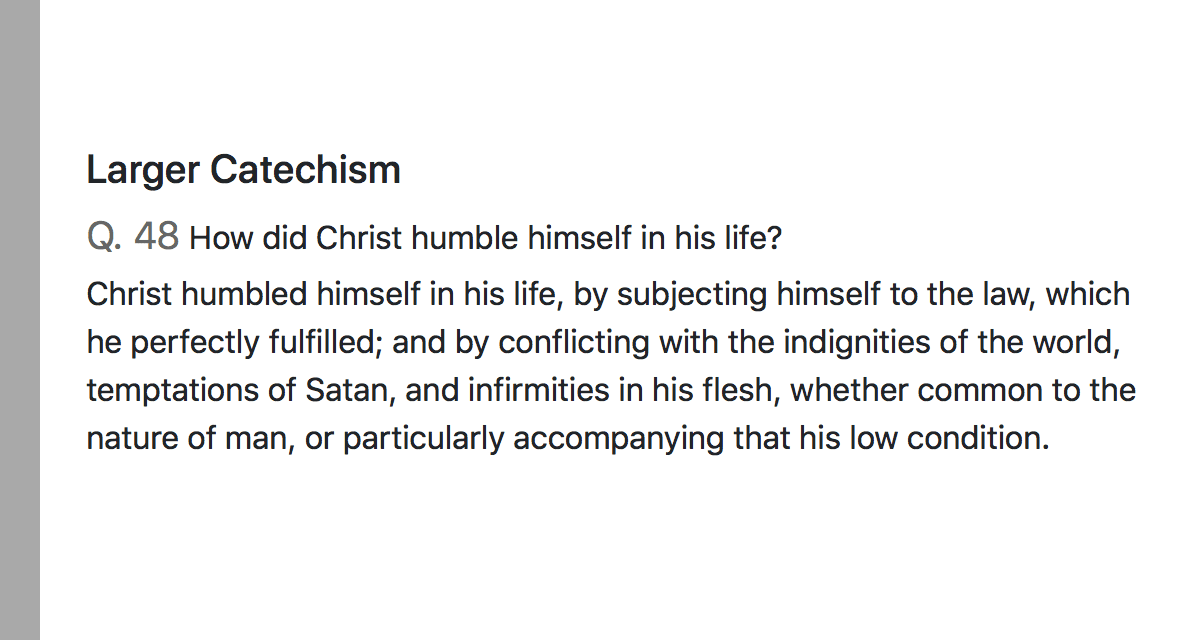 Larger Catechism
Q. 48 How did Christ humble himself in his life?
Christ humbled himself in his life, by subjecting himself to the law, which
he perfectly fulfilled; and by conflicting with the indignities of the world,
temptations of Satan, and infirmities in his flesh, whether common to the
nature of man, or particularly accompanying that his low condition.